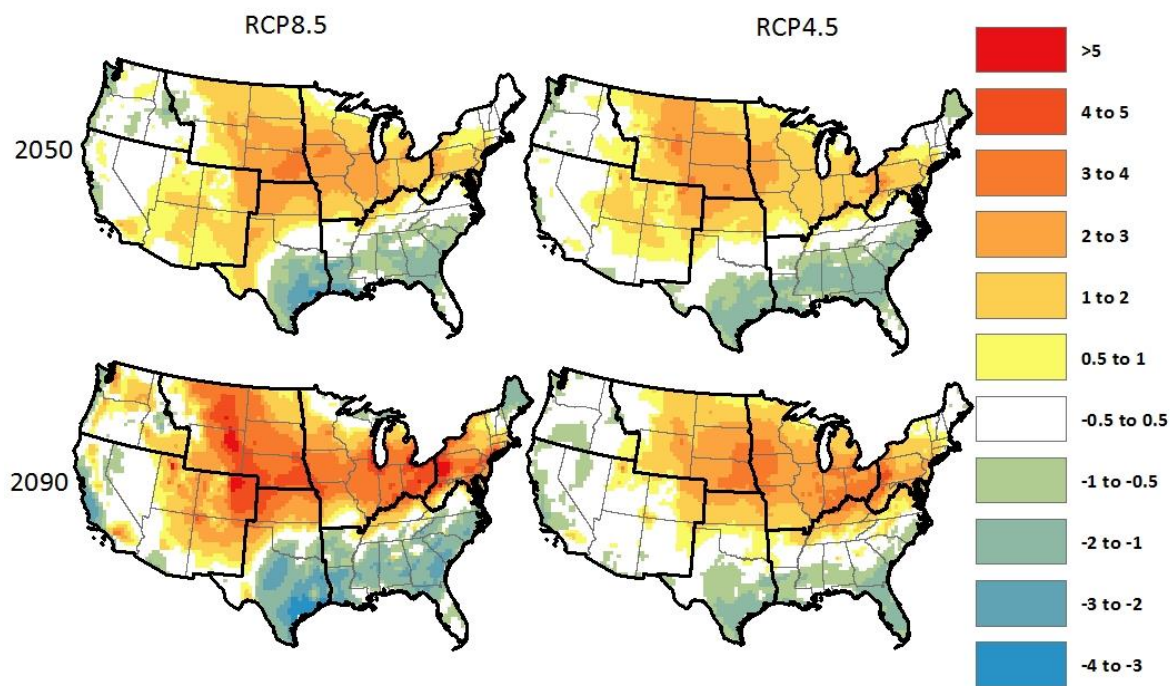 RCP8.5
RCP4.5
2050
2090
>5
4 to 5
3 to 4
2 to 3
1 to 2
0.5 to 1
-0.5 to 0.5
-1 to -0.5
-2 to -1
-3 to -2
-4 to -3